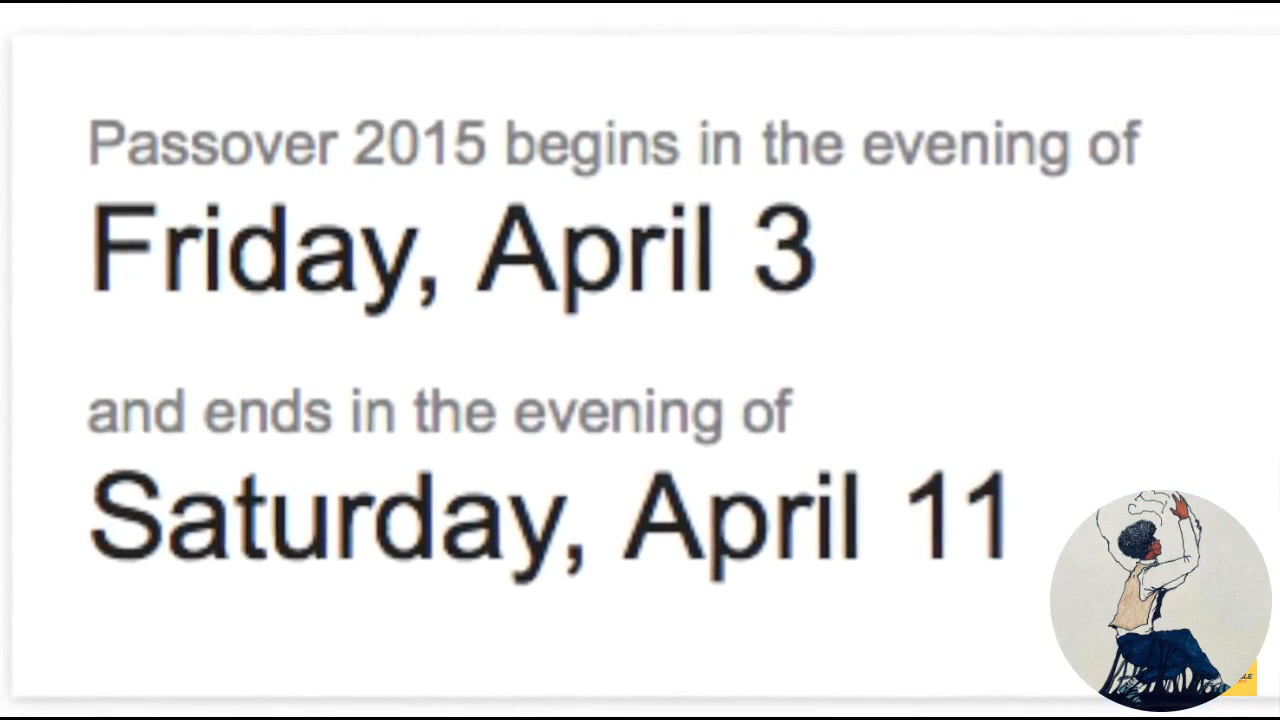 Passover 2015 begins in the evening of
Friday, April 3
and ends in the evening of
Saturday, April 11